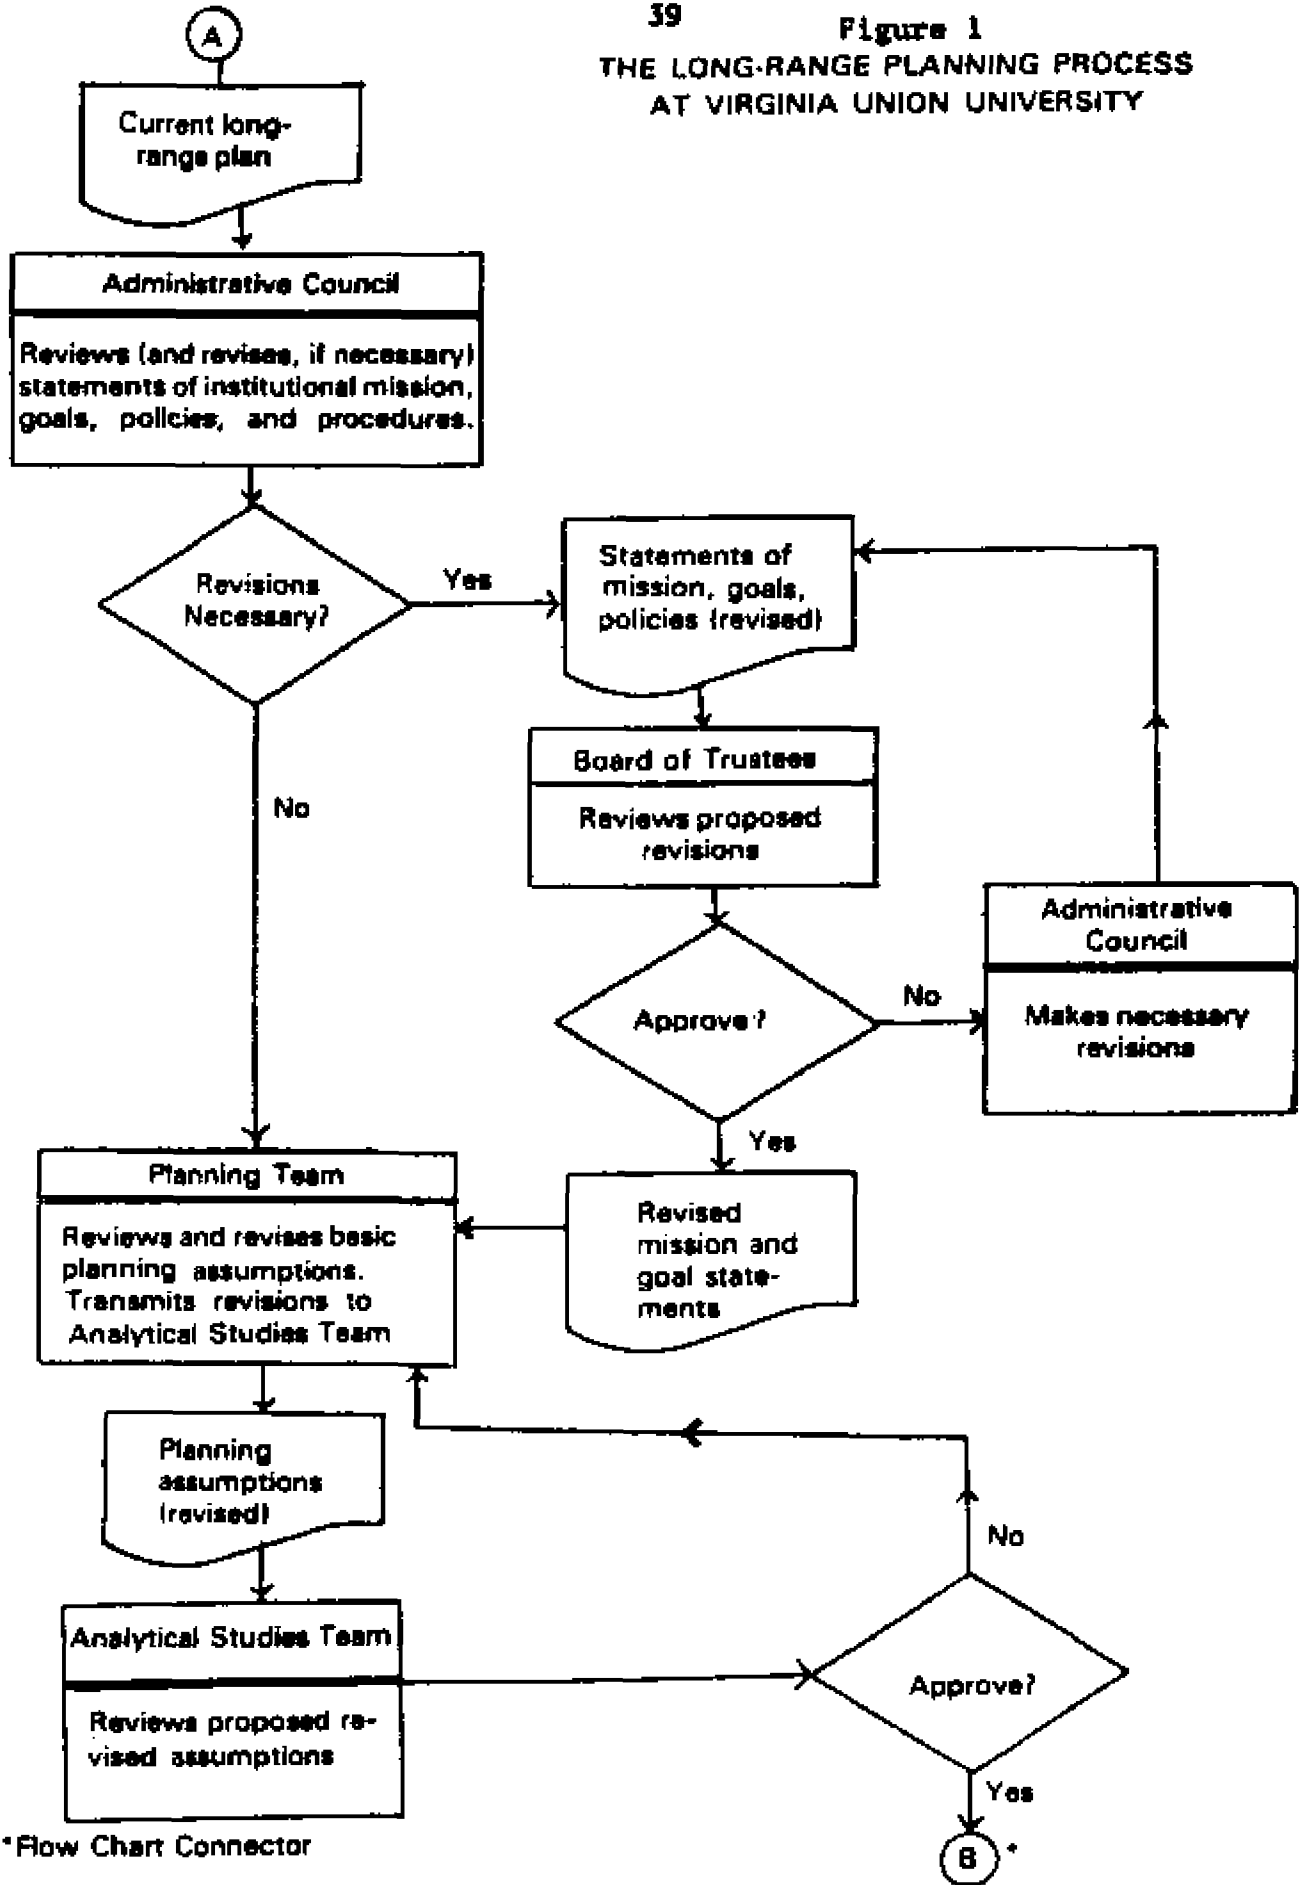 39
Figure 1
THE LONG-RANGE PLANNING PROCESS
AT VIRGINIA UNION UNIVERSITY
A
Current long-
range plan
Administrative Council
Reviews (and revises, if necessary)
statements of institutional mission,
goals, policies, and procedures.
Revisions
Necessary?
Yes
No
Statements of
mission, goals,
policies (revised)
Board of Trustees
Reviews proposed
revisions
Approve?
No
Administrative
Council
Makes necessary
revisions
Yes
Revised
mission and
goal state-
ments
Planning Team
Reviews and revises basic
planning assumptions.
Transmits revisions to
Analytical Studies Team
Planning
assumptions
(revised)
Analytical Studies Team
Reviews proposed re-
vised assumptions
Approve?
No
Yes
B *
*Flow Chart Connector